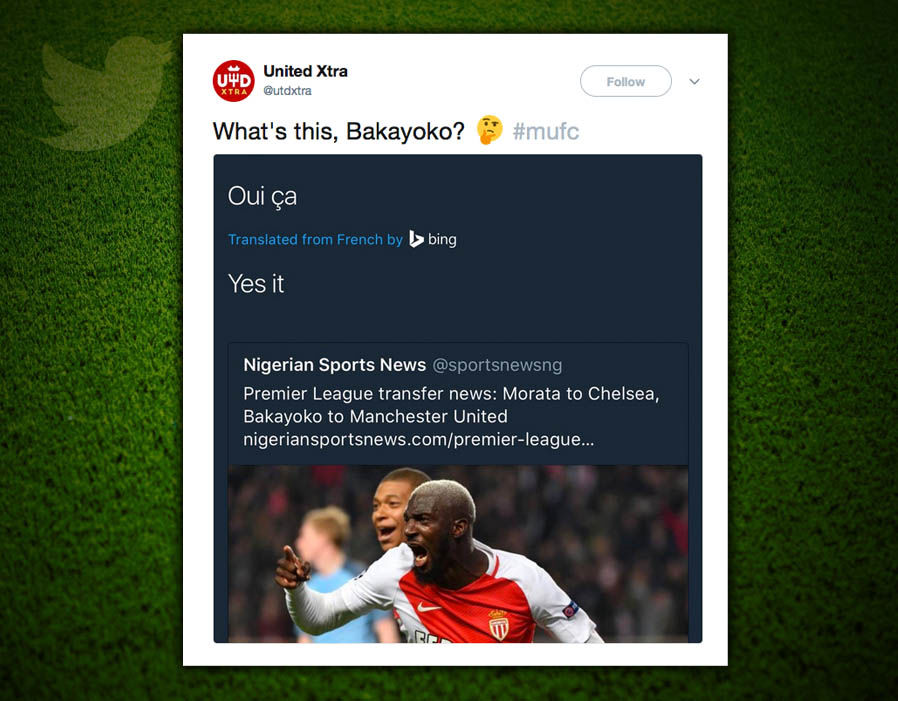 UTD
XTRA
United Xtra
@utdxtra
Follow
What's this, Bakayoko? 🤔 #mufc
Oui ça
Translated from French by bing
Yes it
Nigerian Sports News @sportsnewsng
Premier League transfer news: Morata to Chelsea,
Bakayoko to Manchester United
nigeriansportsnews.com/premier-league...